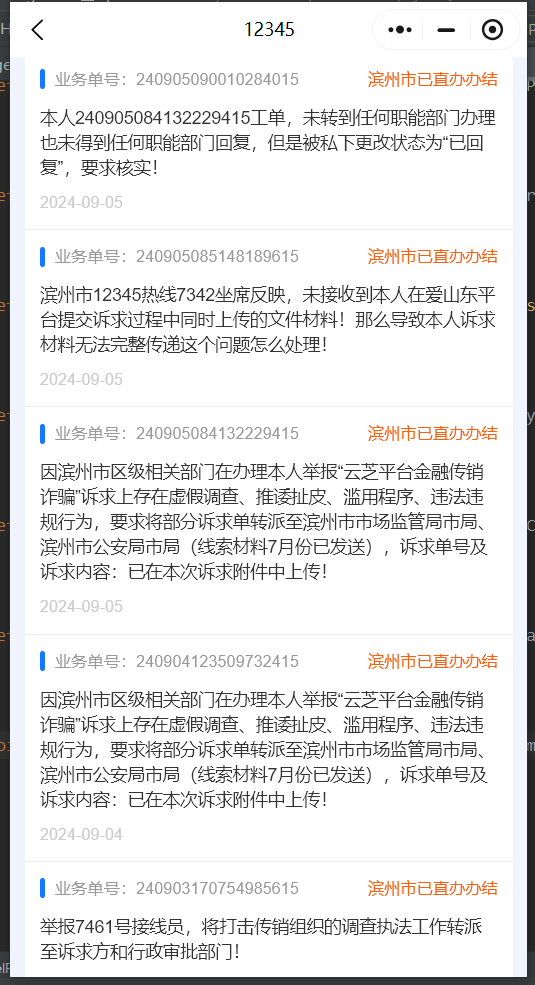 12345
业务单号：240905090010284015 滨州市已直办办结
本人240905084132229415工单，未转到任何职能部门办理
也未得到任何职能部门回复，但是被私下更改状态为“已回
复”，要求核实！
2024-09-05
业务单号：240905085148189615 滨州市已直办办结
滨州市12345热线7342坐席反映，未接收到本人在爱山东平
台提交诉求过程中同时上传的文件材料！那么导致本人诉求
材料无法完整传递这个问题怎么处理！
2024-09-05
业务单号：240905084132229415 滨州市已直办办结
因滨州市区级相关部门在办理本人举报“云芝平台金融传销
诈骗”诉求上存在虚假调查、推诿扯皮、滥用程序、违法违
规行为，要求将部分诉求单转派至滨州市市场监管局市局、
滨州市公安局市局（线索材料7月份已发送），诉求单号及
诉求内容：已在本次诉求附件中上传！
2024-09-05
业务单号：240904123509732415 滨州市已直办办结
因滨州市区级相关部门在办理本人举报“云芝平台金融传销
诈骗”诉求上存在虚假调查、推诿扯皮、滥用程序、违法违
规行为，要求将部分诉求单转派至滨州市市场监管局市局、
滨州市公安局市局（线索材料7月份已发送），诉求单号及
诉求内容：已在本次诉求附件中上传！
2024-09-04
业务单号：240903170754985615 滨州市已直办办结
举报7461号接线员，将打击传销组织的调查执法工作转派
至诉求方和行政审批部门！